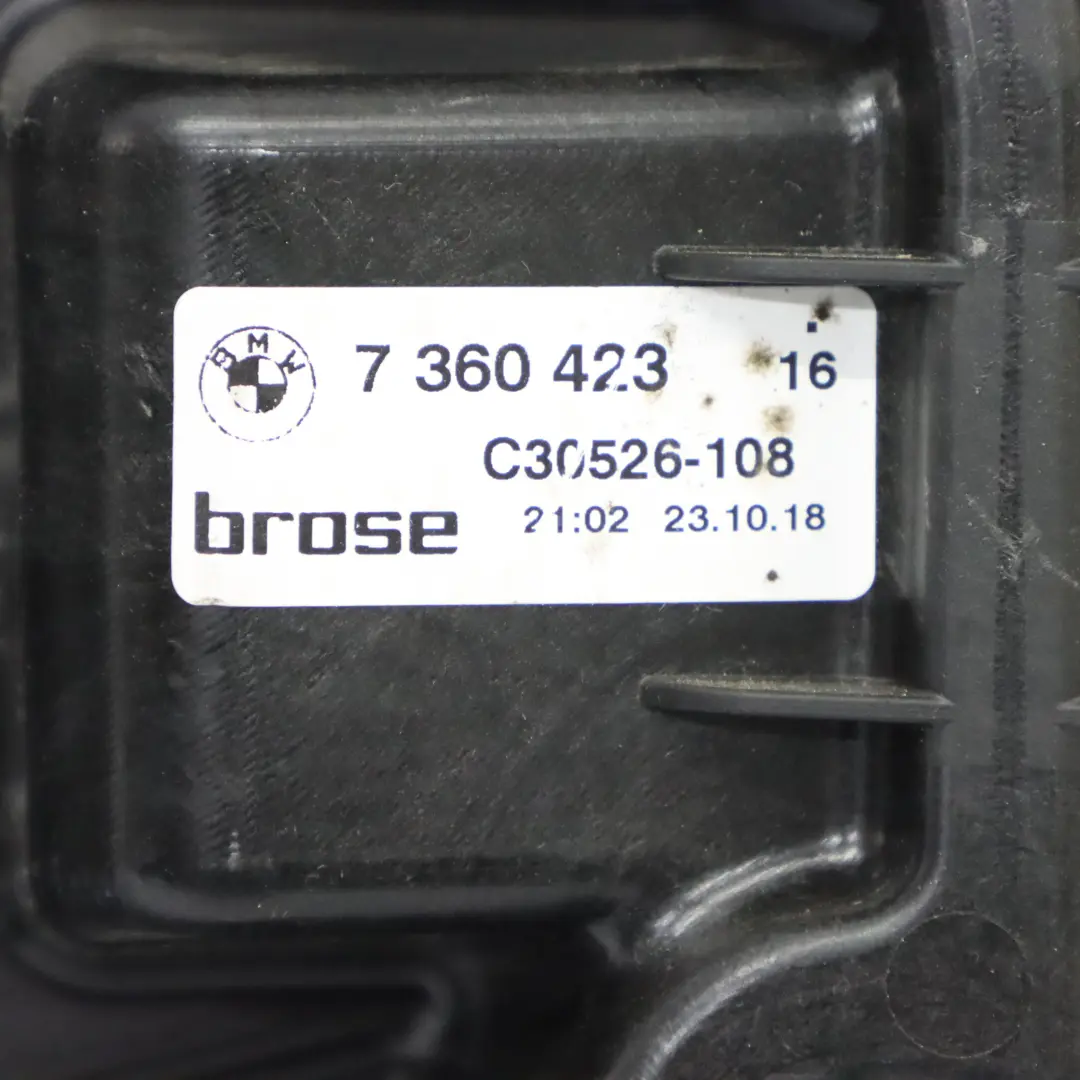 BMW
7 360 423 16
C30526-108
brose 21:02 23.10.18